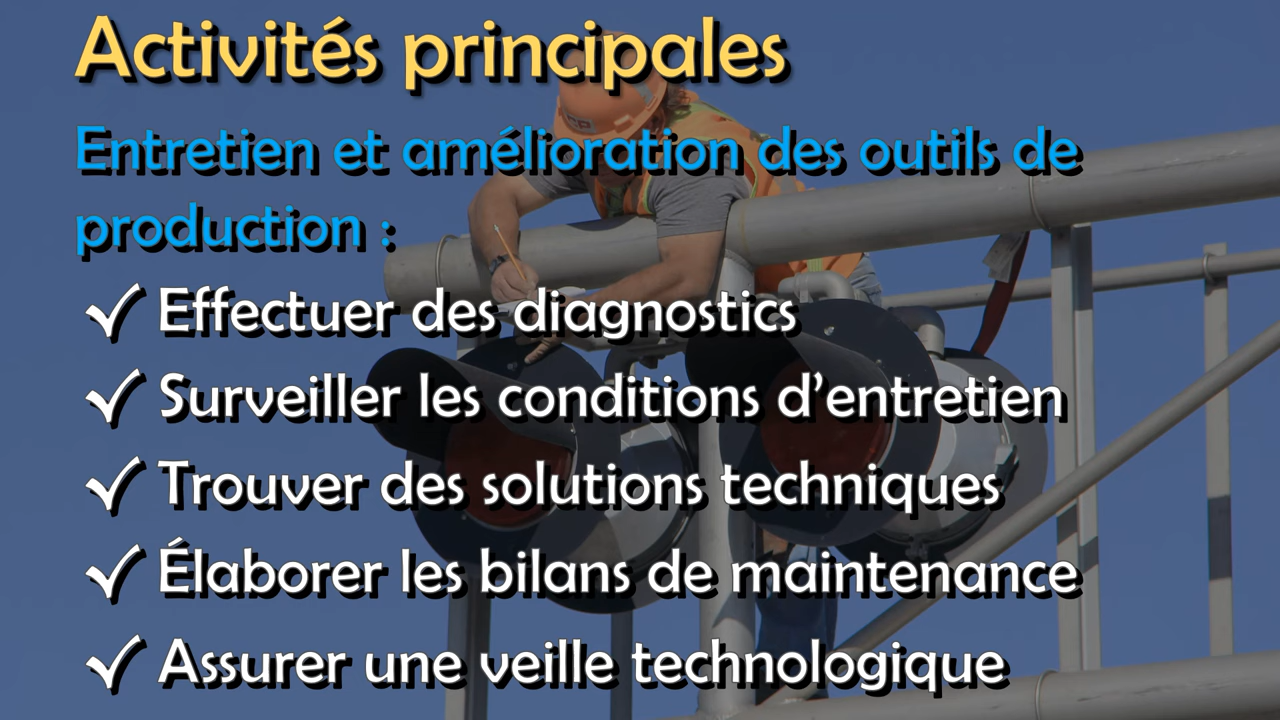 Activités principales
Entretien et amélioration des outils de
production :
✓ Effectuer des diagnostics
✓ Surveiller les conditions d’entretien
✓ Trouver des solutions techniques
✓ Élaborer les bilans de maintenance
✓ Assurer une veille technologique